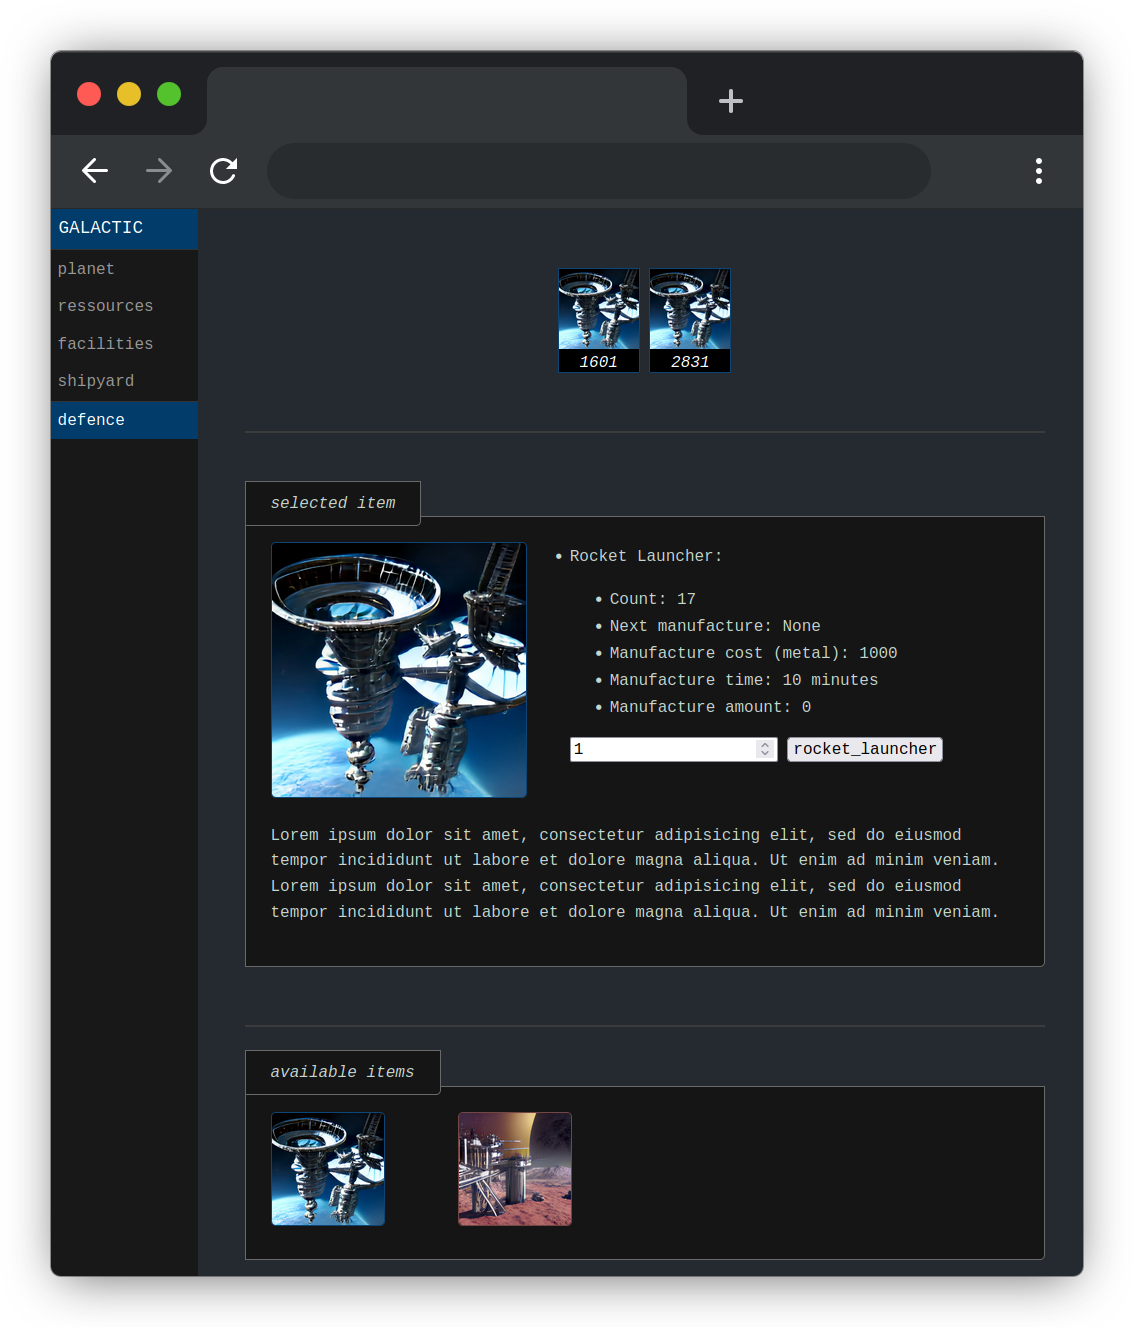 GALACTIC
planet
ressources
facilities
shipyard
defence
1601 2831
selected item
Rocket Launcher:
Count: 17
Next manufacture: None
Manufacture cost (metal): 1000
Manufacture time: 10 minutes
Manufacture amount: 0
1 rocket_launcher
Lorem ipsum dolor sit amet, consectetur adipisicing elit, sed do eiusmod
tempor incididunt ut labore et dolore magna aliqua. Ut enim ad minim veniam.
Lorem ipsum dolor sit amet, consectetur adipisicing elit, sed do eiusmod
tempor incididunt ut labore et dolore magna aliqua. Ut enim ad minim veniam.
available items